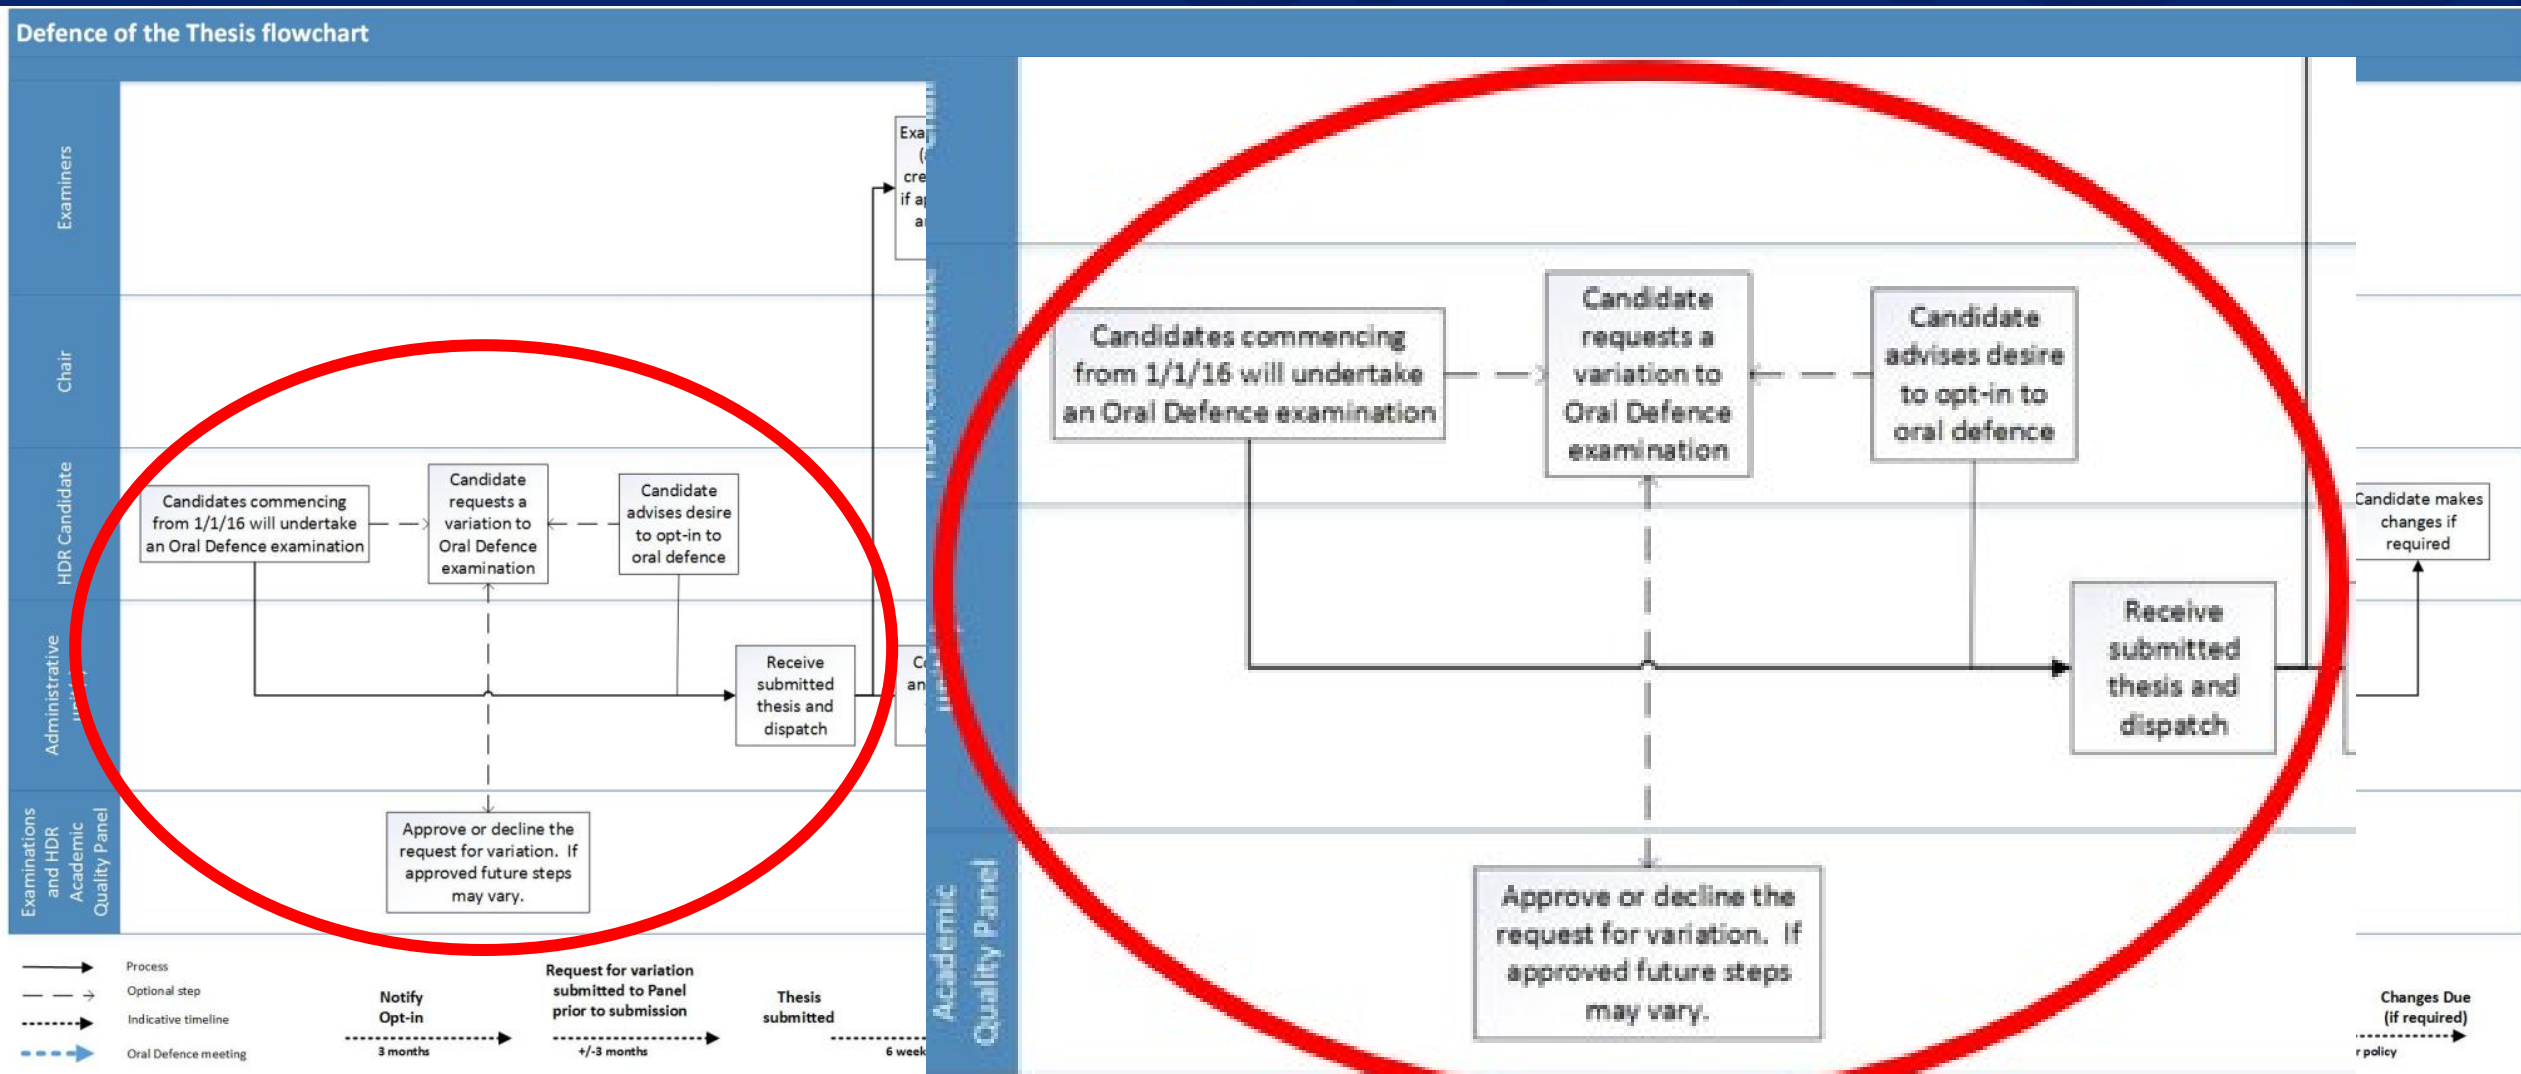 Defence of the Thesis flowchart
Examiners
Chair
HDR Candidate
Administrative
Examinations
and HDR
Academic
Quality Panel
Candidates commencing
from 1/1/16 will undertake
an Oral Defence examination
Candidate
requests a
variation to
Oral Defence
examination
Candidate
advises desire
to opt-in to
oral defence
Receive
submitted
thesis and
dispatch
Approve or decline the
request for variation. If
approved future steps
may vary.
if
Academic
Quality Panel
Candidates commencing
from 1/1/16 will undertake
an Oral Defence examination
Candidate
requests a
variation to
Oral Defence
examination
Candidate
advises desire
to opt-in to
oral defence
Receive
submitted
thesis and
dispatch
Approve or decline the
request for variation. If
approved future steps
may vary.
Candidate makes
changes if
required
Process
Optional step
Indicative timeline
Oral Defence meeting
Notify
Opt-in
3 months
Request for variation
submitted to Panel
prior to submission
+/-3 months
Thesis
submitted
6 week
Changes Due
(if required)
r policy